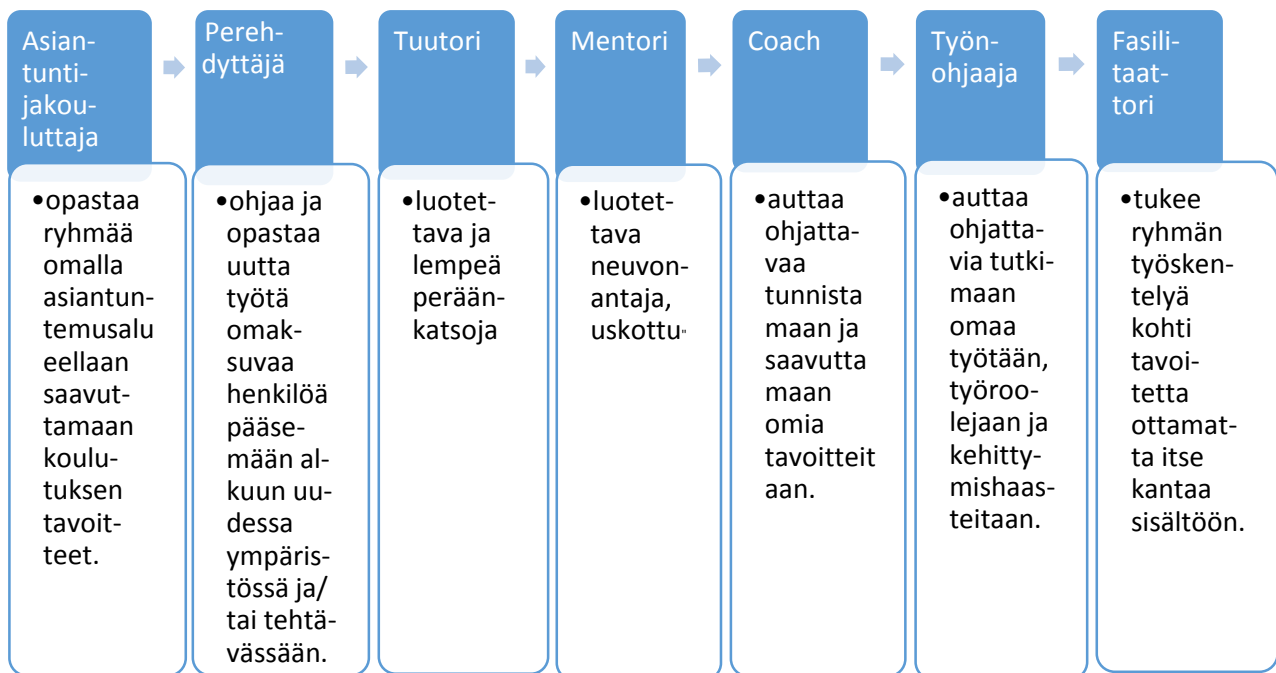 Asian-
tunti-
jakou-
luttaja
•opastaa
ryhmää
omalla
asiantun-
temusalu
eellaan
saavut-
tamaan
koulu-
tuksen
tavoit-
teet.
Pereh-
dyttäjä
•ohjaa ja
opastaa
uutta
työtä
omak-
suvaa
henkilöä
pääse-
mään al-
kuun uu-
dessa
ympäris-
tössä ja/
tai tehtä-
vässään.
Tuutori
•luotet-
tava ja
lempeä
perään-
katsoja
Mentori
•luotet-
tava
neuvon-
antaja,
uskottu"
Coach
•auttaa
ohjatta-
vaa
tunnista
maan ja
saavutta
maan
omia
tavoitteit
aan.
Työn-
ohjaaja
•auttaa
ohjatta-
via tutki-
maan
omaa
työtään,
työroo-
lejaan ja
kehitty-
mishaas-
teitaan.
Fasili-
taat-
tori
•tukee
ryhmän
työsken-
telyä
kohti
tavoi-
tetta
ottamat-
ta itse
kantaa
sisältöön.